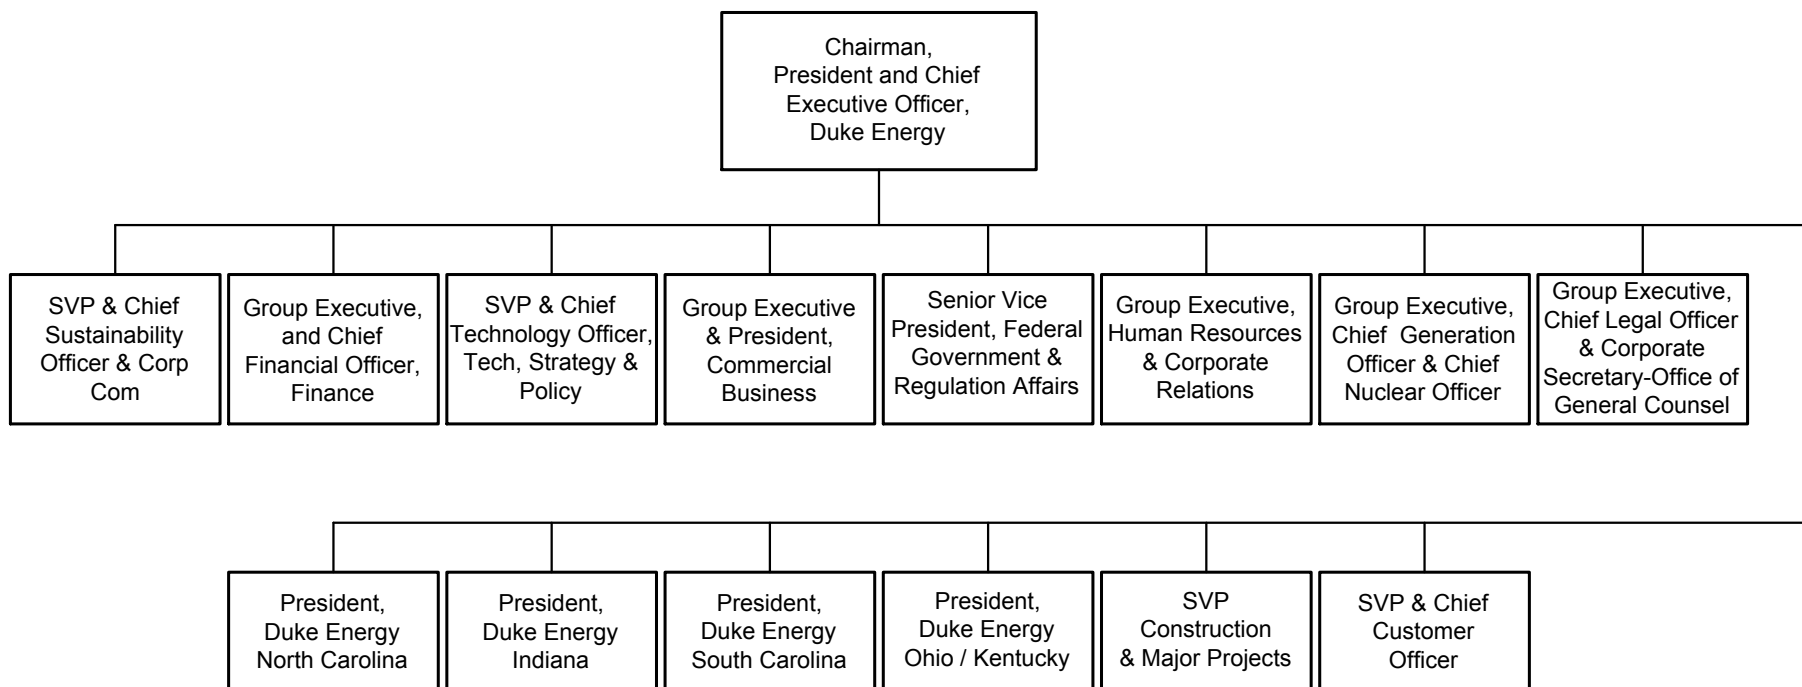 Chairman,
President and Chief
Executive Officer,
Duke Energy
SVP & Chief
Sustainability
Officer & Corp
Com
Group Executive,
and Chief
Financial Officer,
Finance
SVP & Chief
Technology Officer,
Tech, Strategy &
Policy
Group Executive
& President,
Commercial
Business
Senior Vice
President, Federal
Government &
Regulation Affairs
Group Executive,
Human Resources
& Corporate
Relations
Group Executive,
Chief  Generation
Officer & Chief
Nuclear Officer
Group Executive,
Chief Legal Officer
& Corporate
Secretary-Office of
General Counsel
President,
Duke Energy
North Carolina
President,
Duke Energy
Indiana
President,
Duke Energy
South Carolina
President,
Duke Energy
Ohio / Kentucky
SVP
Construction
& Major Projects
SVP & Chief
Customer
Officer